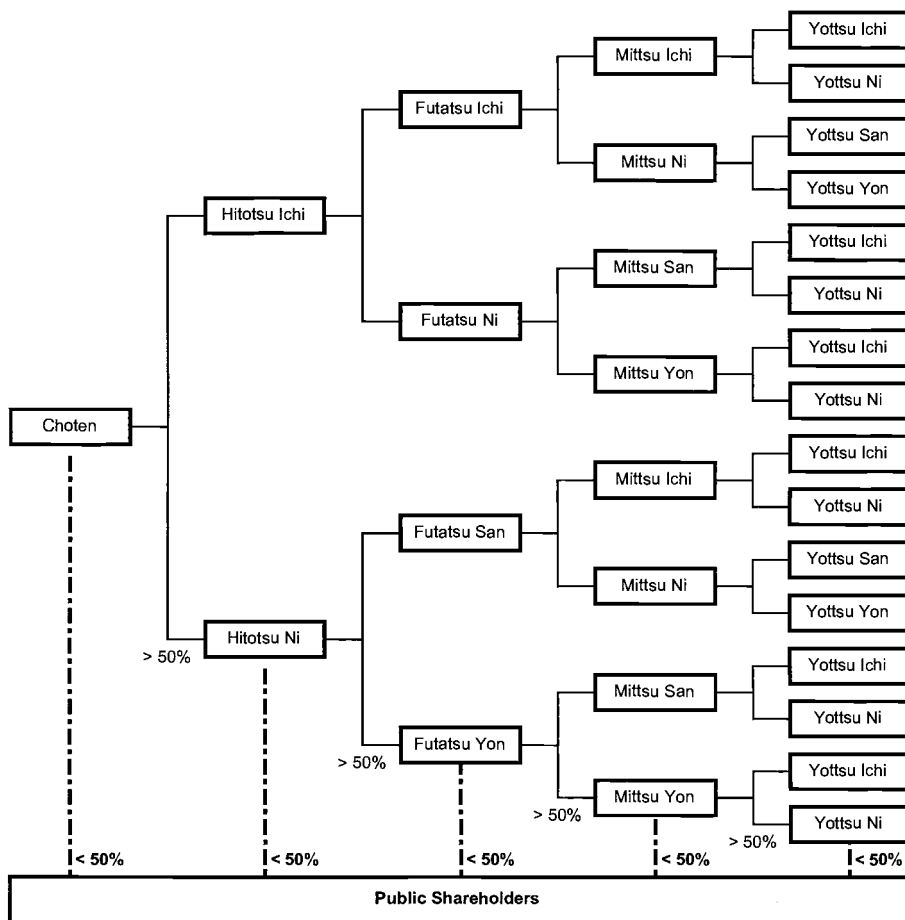 Yottsu Ichi
Mittsu Ichi
Yottsu Ni
Futatsu Ichi
Yottsu San
Mittsu Ni
Yottsu Yon
Hitotsu Ichi
Yottsu Ichi
Mittsu San
Yottsu Ni
Futatsu Ni
Yottsu Ichi
Mittsu Yon
Yottsu Ni
Choten
Yottsu Ichi
Mittsu Ichi
Yottsu Ni
Futatsu San
Yottsu San
Mittsu Ni
Yottsu Yon
Hitotsu Ni
> 50%
Yottsu Ichi
Mittsu San
Yottsu Ni
Futatsu Yon
> 50%
Yottsu Ichi
Mittsu Yon
> 50%
Yottsu Ni
> 50%
< 50% < 50% < 50% < 50% < 50%
Public Shareholders